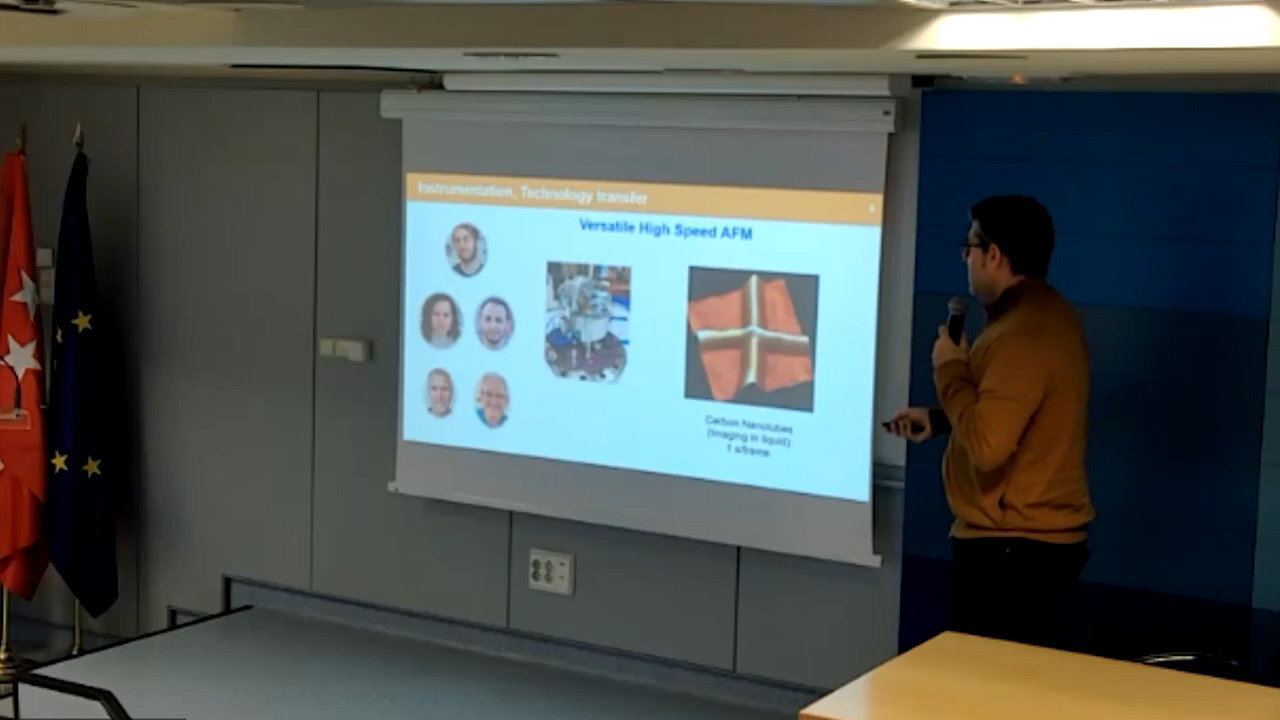 Instrumentation, Technology transfer
Versatile High Speed AFM
Carbon Nanotubes
(Imaging in liquid)
1 s/frame